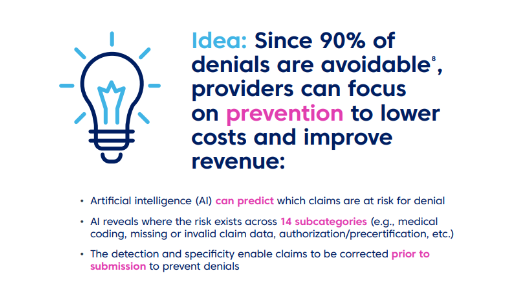 Idea: Since 90% of
denials are avoidable⁸,
providers can focus
on prevention to lower
costs and improve
revenue:
• Artificial intelligence (AI) can predict which claims are at risk for denial
• AI reveals where the risk exists across 14 subcategories (e.g., medical
coding, missing or invalid claim data, authorization/precertification, etc.)
• The detection and specificity enable claims to be corrected prior to
submission to prevent denials